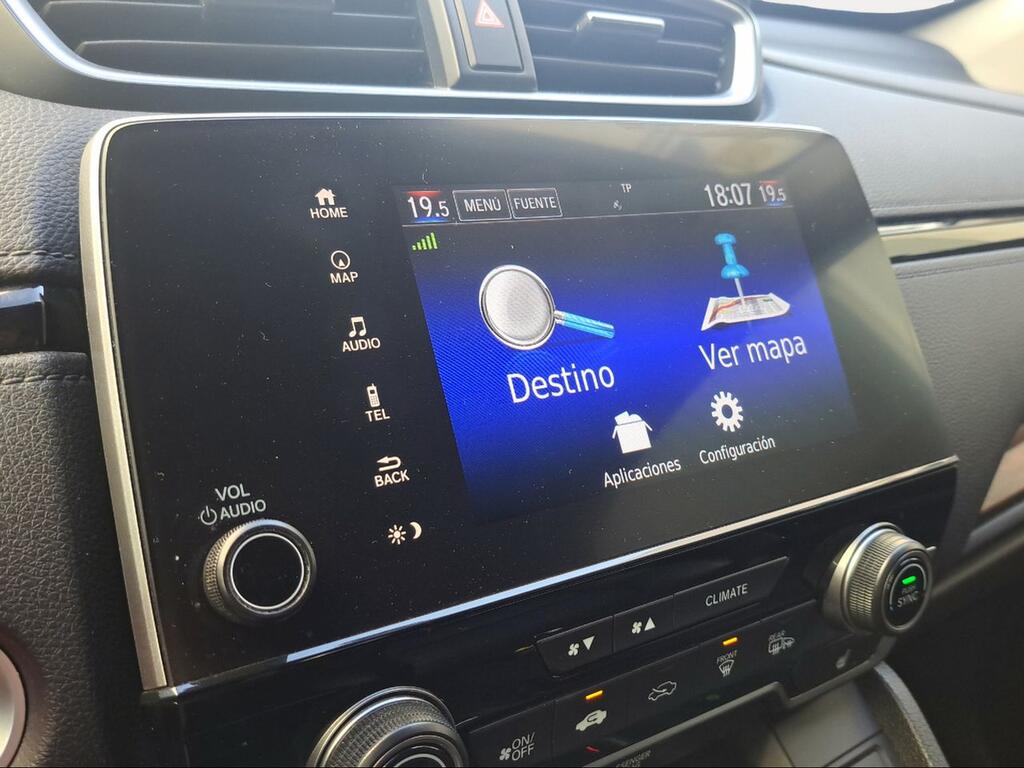 HOME
MAP
AUDIO
TEL
BACK
VOL
AUDIO
19.5
MENÚ
FUENTE
TP
18:07
19.5
Destino
Ver mapa
Aplicaciones
Configuración
CLIMATE
PUSH
SYNC
FRONT
REAR
ON/
OFF